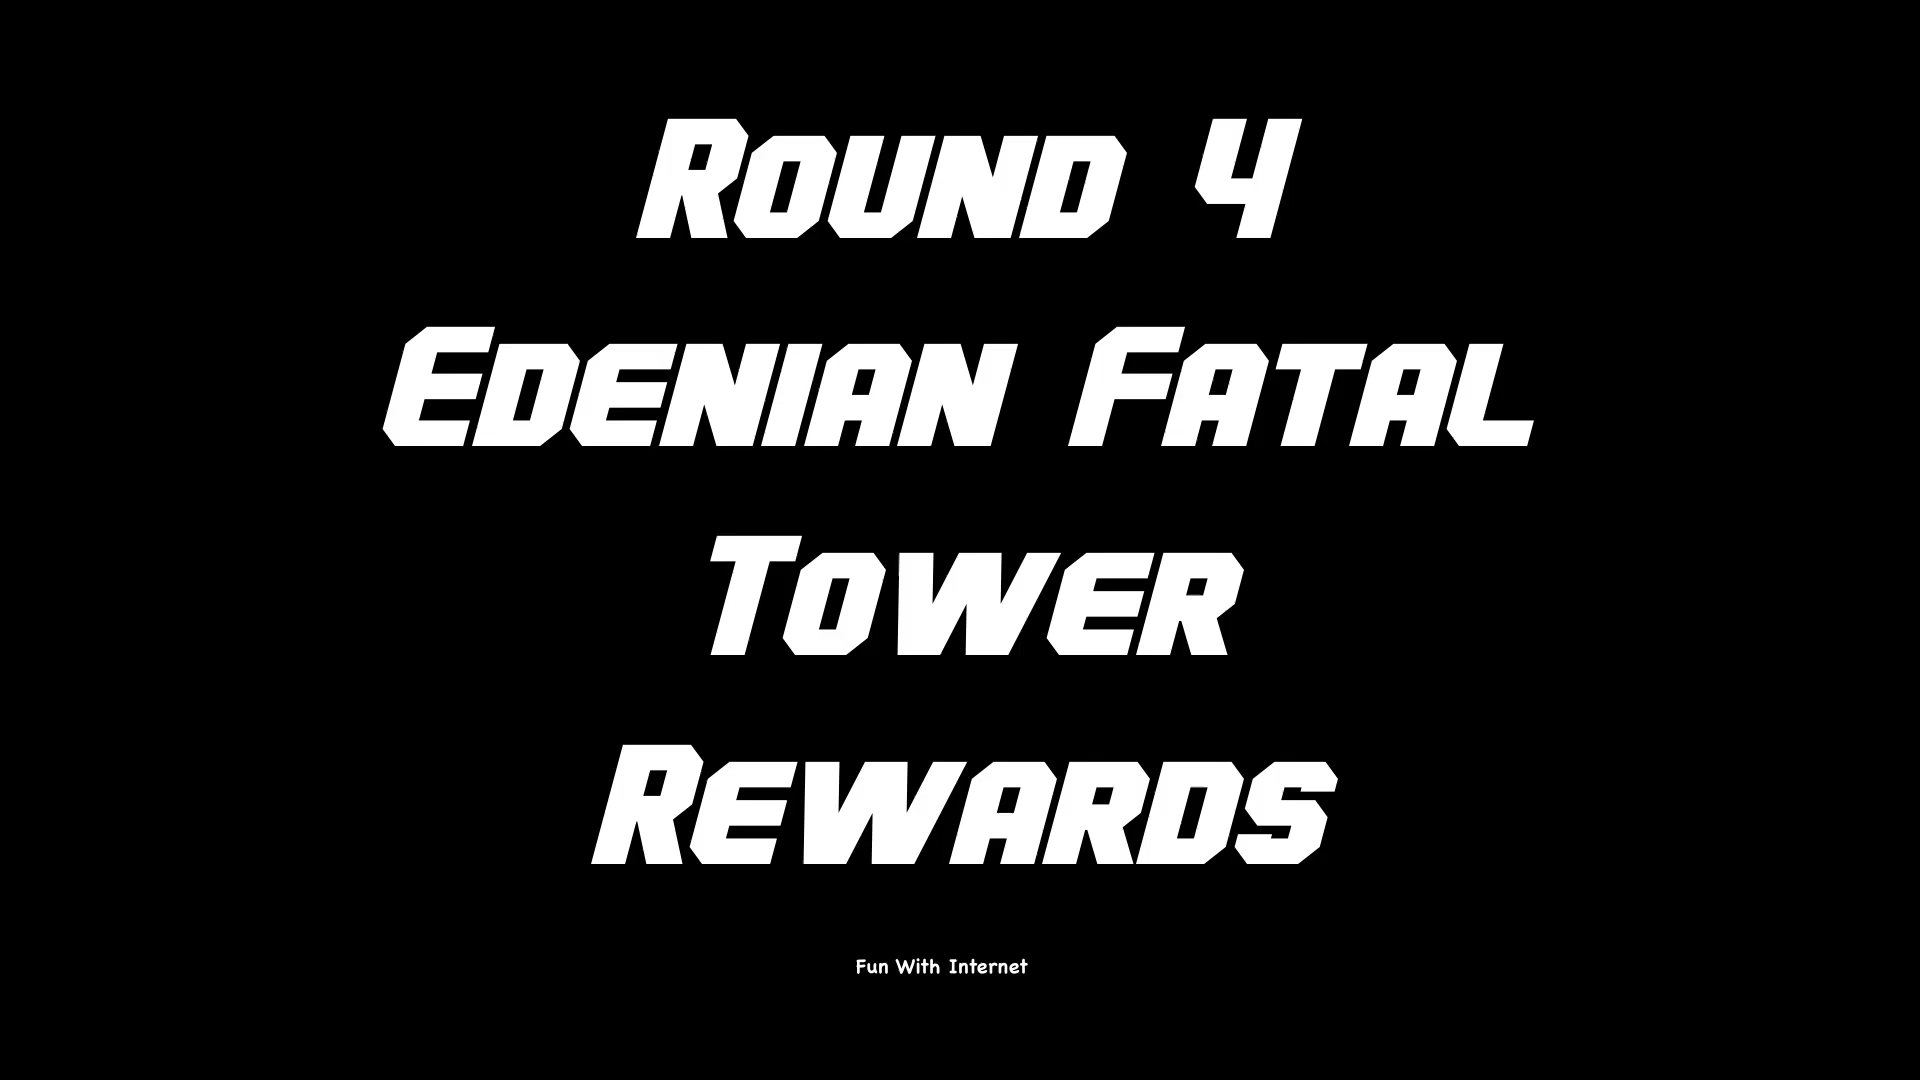 Round 4
Edenian Fatal
Tower
Rewards
Fun With Internet